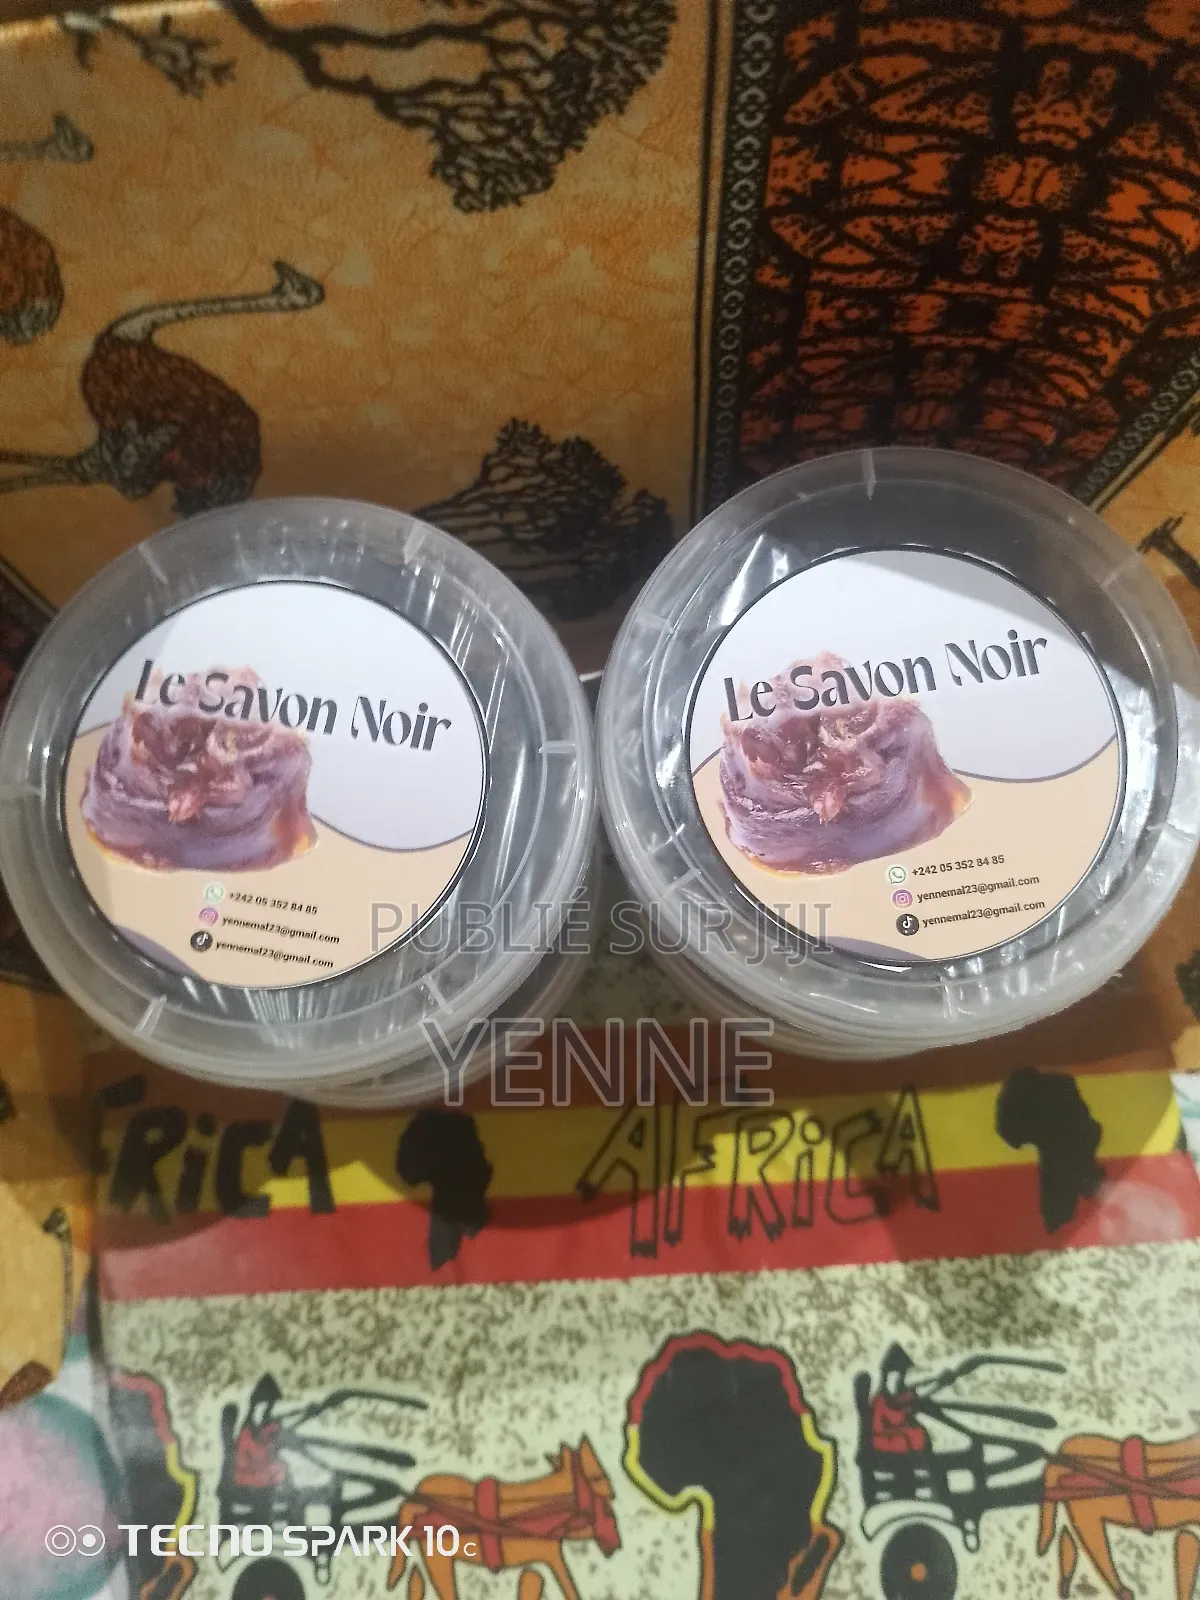 Le Savon Noir
+242 05 352 84 85
yennemal23@gmail.com
yennemal23@gmail.com
Le Savon Noir
+242 05 352 84 85
yennemal23@gmail.com
yennemal23@gmail.com
PUBLIÉ SUR JIJI
YENNE
FRiCA
AFRiCA
TECNO SPARK 10C